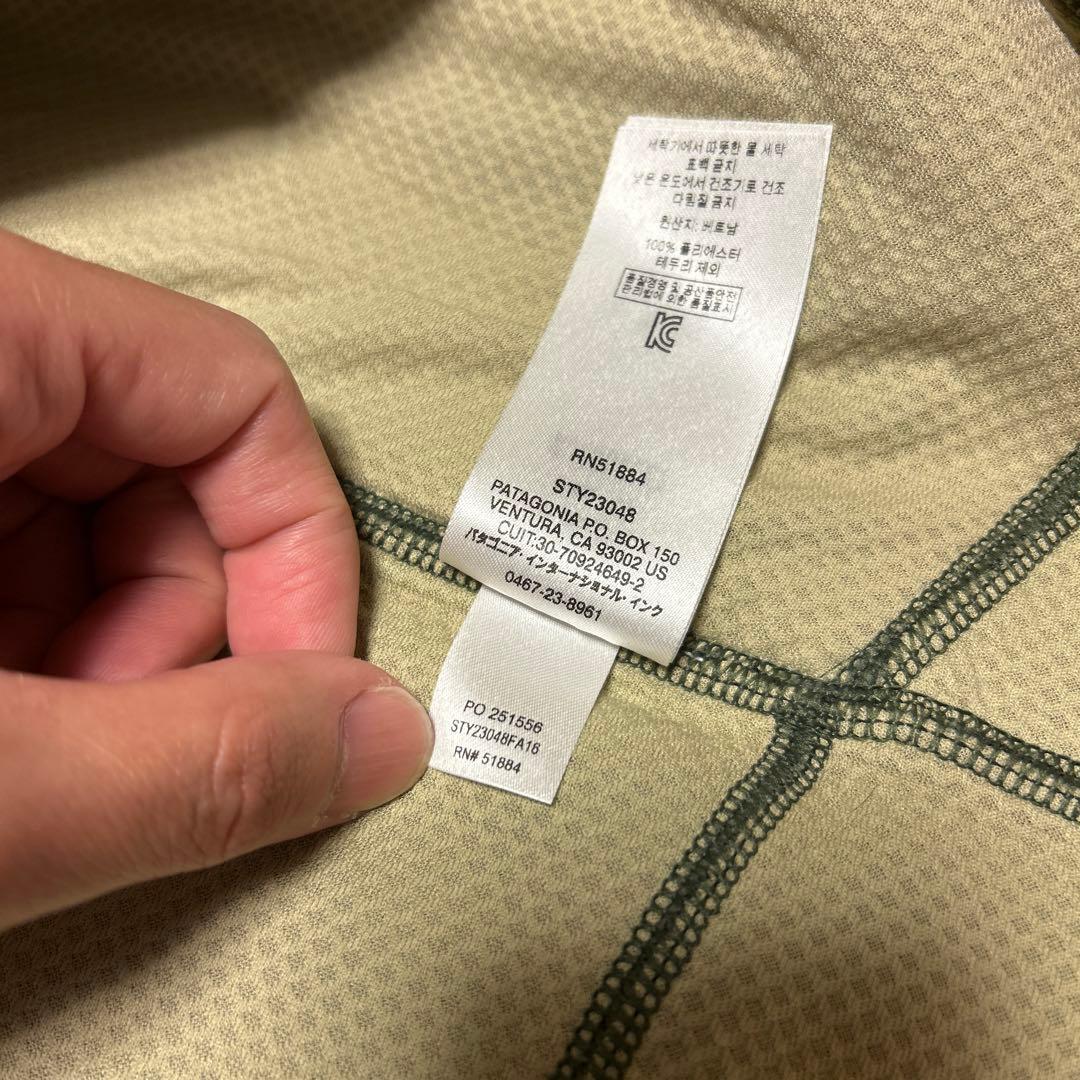 세탁기에서 따뜻한 물 세탁
표백 금지
낮은 온도에서 건조기로 건조
다림질 금지
원산지: 베트남
100% 폴리에스터
테두리 제외
품질경영 및 공산품안전
관리법에 의한 품질표시
RN51884
STY23048
PATAGONIA P.O. BOX 150
VENTURA, CA 93002 US
CUIT:30-70924649-2
パタゴニア・インターナショナル・インク
0467-23-8961
PO 251556
STY23048FA16
RN# 51884